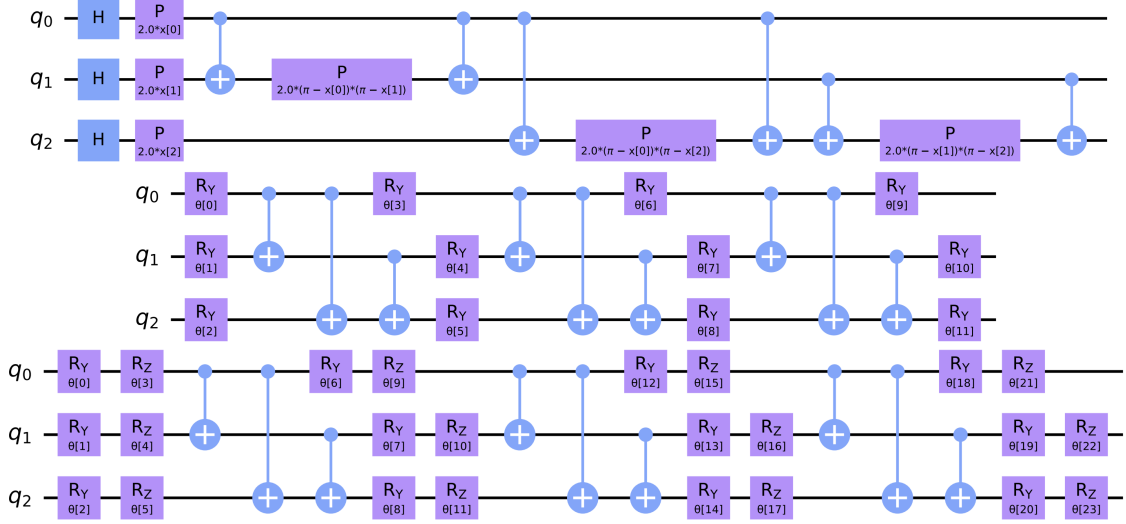 q0 H P 2.0*x[0]
q1 H P 2.0*x[1] P 2.0*(π − x[0])*(π − x[1])
q2 H P 2.0*x[2] P 2.0*(π − x[0])*(π − x[2]) P 2.0*(π − x[1])*(π − x[2])
q0 RY θ[0] RY θ[3] RY θ[6] RY θ[9]
q1 RY θ[1] RY θ[4] RY θ[7] RY θ[10]
q2 RY θ[2] RY θ[5] RY θ[8] RY θ[11]
q0 RY θ[0] RZ θ[3] RY θ[6] RZ θ[9] RY θ[12] RZ θ[15] RY θ[18] RZ θ[21]
q1 RY θ[1] RZ θ[4] RY θ[7] RZ θ[10] RY θ[13] RZ θ[16] RY θ[19] RZ θ[22]
q2 RY θ[2] RZ θ[5] RY θ[8] RZ θ[11] RY θ[14] RZ θ[17] RY θ[20] RZ θ[23]